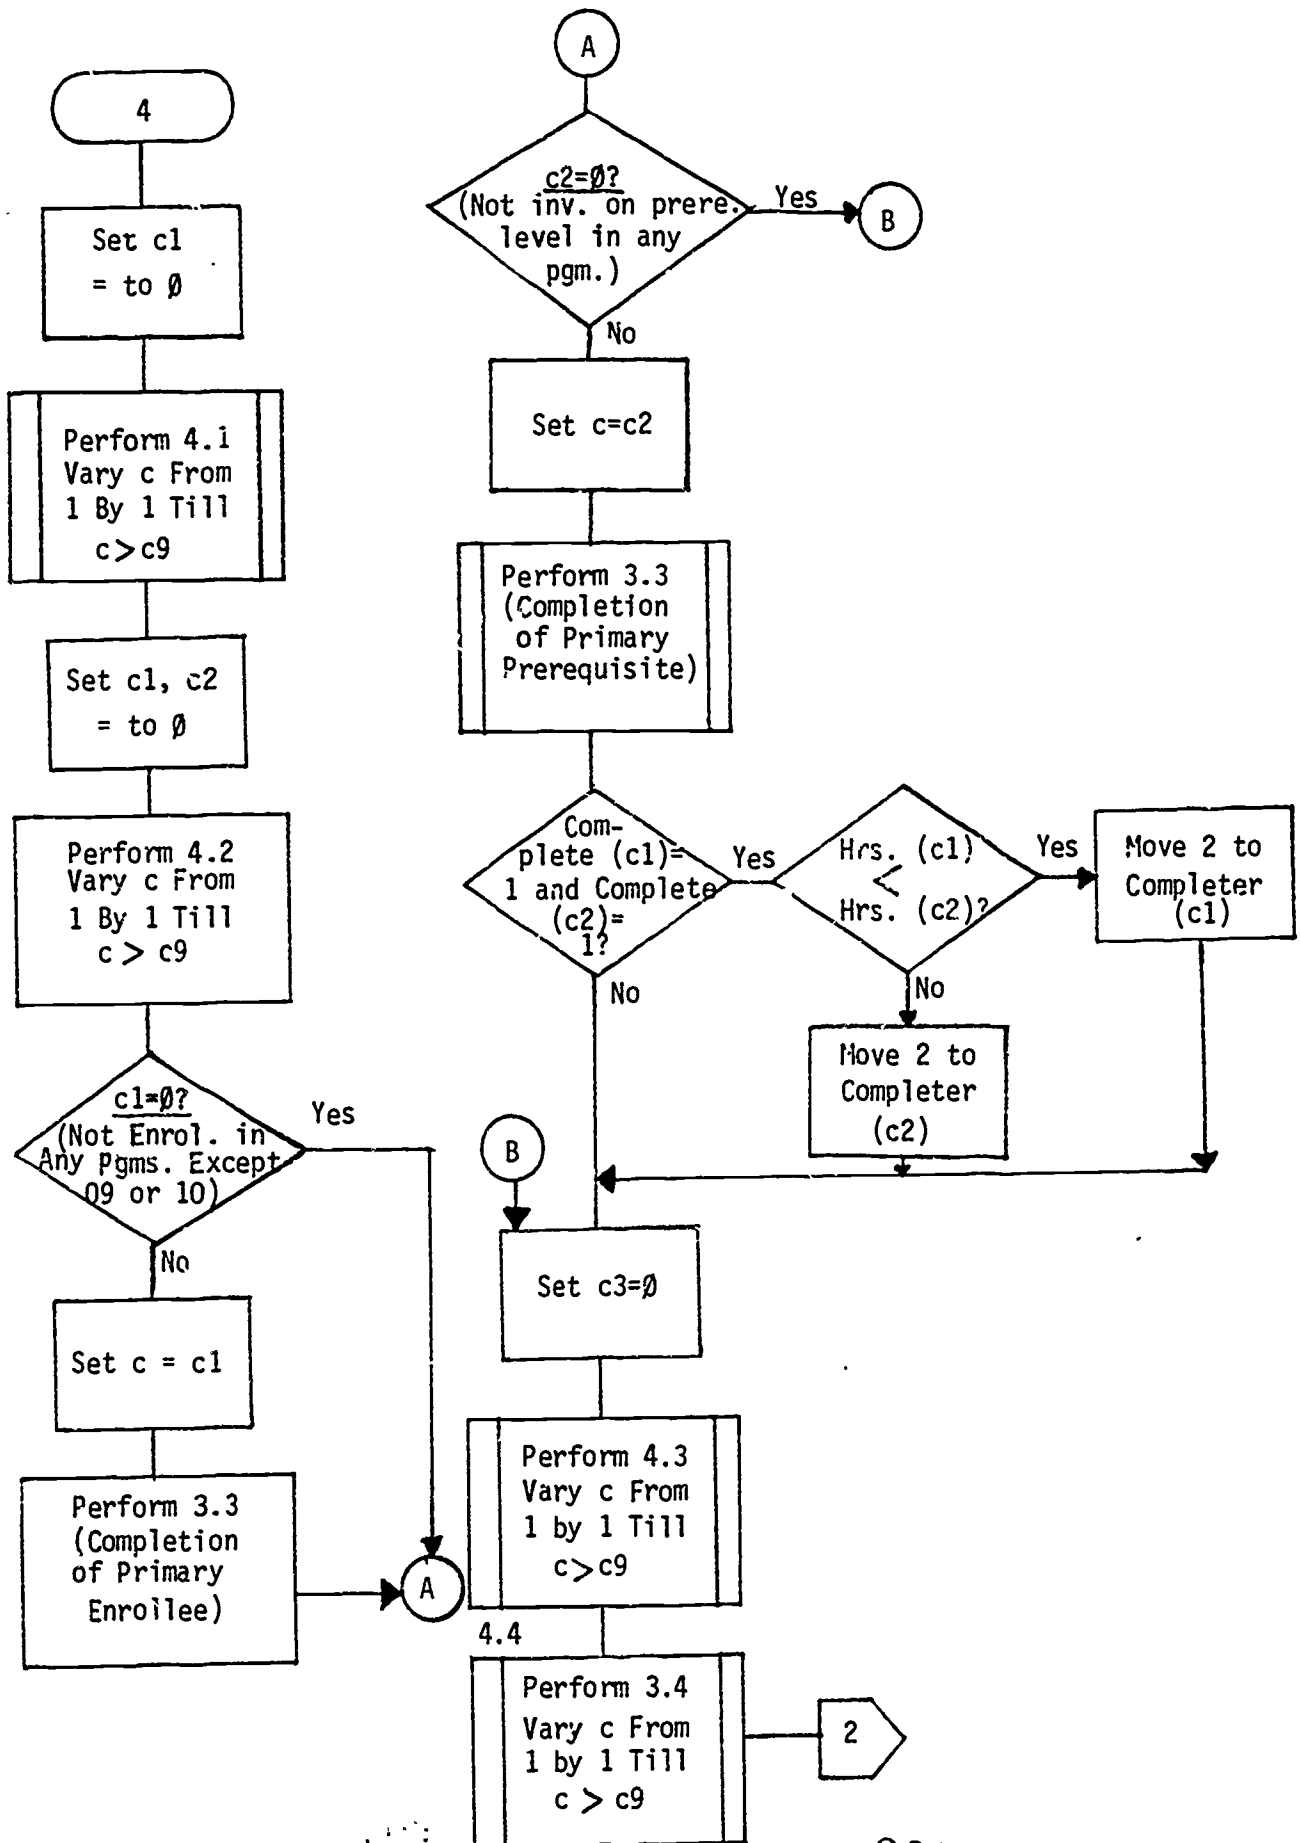 4
Set c1
= to Ø
Perform 4.1
Vary c From
1 By 1 Till
c > c9
Set c1, c2
= to Ø
Perform 4.2
Vary c From
1 By 1 Till
c > c9
c1=Ø?
(Not Enrol. in
Any Pgms. Except
09 or 10)
Yes
No
Set c = c1
Perform 3.3
(Completion
of Primary
Enrollee)
A
A
c2=Ø?
(Not inv. on prere.
level in any
pgm.)
Yes
B
No
Set c=c2
Perform 3.3
(Completion
of Primary
Prerequisite)
Com-
plete (c1)=
1 and Complete
(c2)=
1?
Yes
Hrs. (c1)
<
Hrs. (c2)?
Yes
Move 2 to
Completer
(c1)
No
No
Move 2 to
Completer
(c2)
B
Set c3=Ø
Perform 4.3
Vary c From
1 by 1 Till
c > c9
4.4
Perform 3.4
Vary c From
1 by 1 Till
c > c9
2